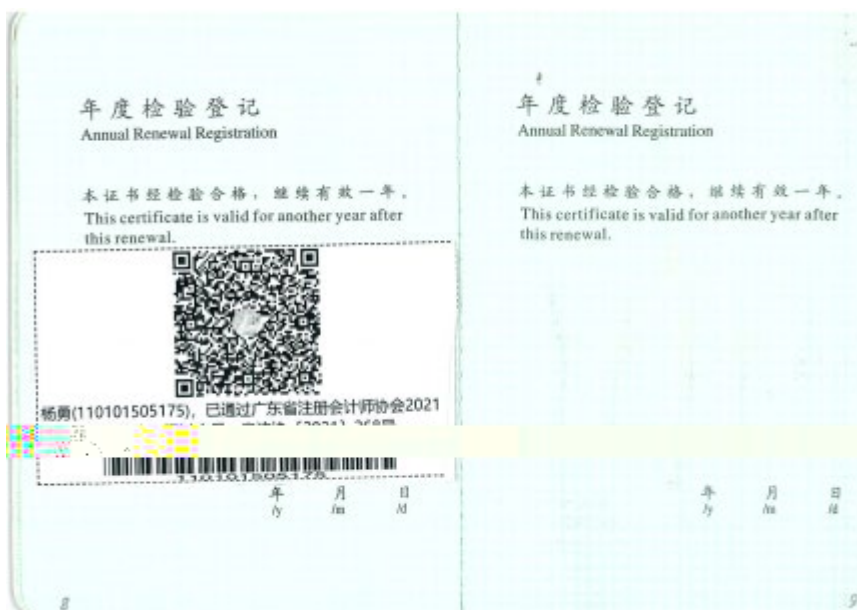 年度检验登记
Annual Renewal Registration
本证书经检验合格，继续有效一年。
This certificate is valid for another year after
this renewal.
杨勇(110101505175)，已通过广东省注册会计师协会2021
110101505175
年 月 日
/y /m /d
8
年度检验登记
Annual Renewal Registration
本证书经检验合格，继续有效一年。
This certificate is valid for another year after
this renewal.
年 月 日
/y /m /d
9